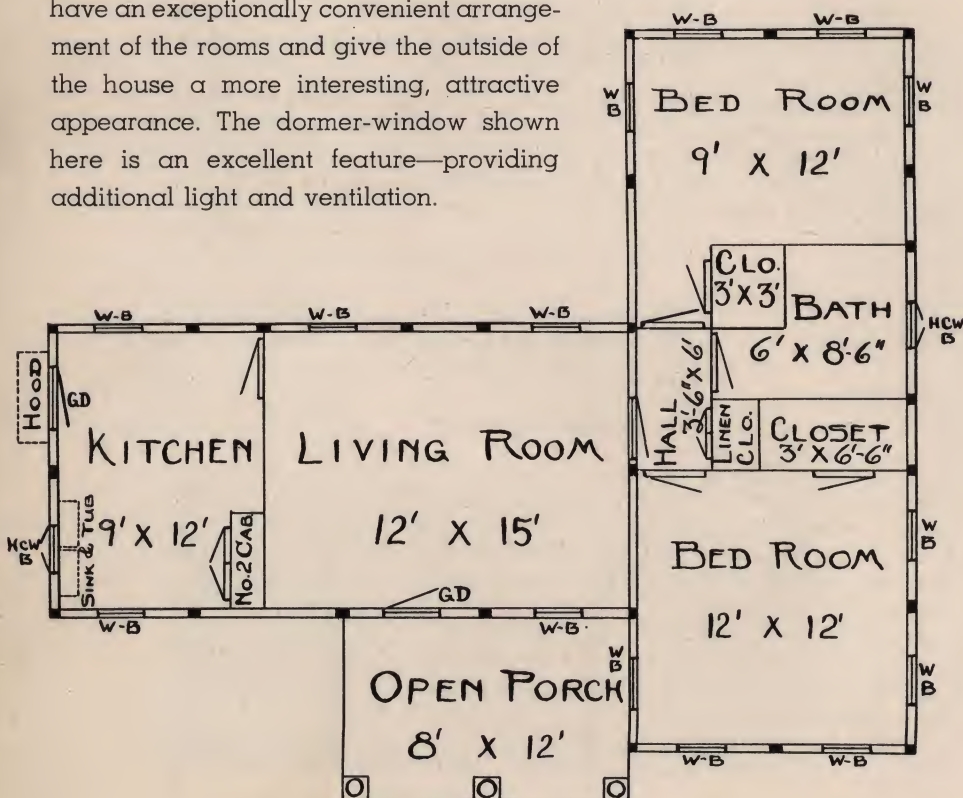 have an exceptionally convenient arrange-
ment of the rooms and give the outside of
the house a more interesting, attractive
appearance. The dormer-window shown
here is an excellent feature—providing
additional light and ventilation.
W-B
W-B
W
B
BED ROOM
9' X 12'
W
B
CLO.
3' X 3'
BATH
6' X 8'-6"
HCW
B
HALL
3'-6" X 6'
LINEN
CLO.
CLOSET
3' X 6'-6"
W-B
W-B
W-B
HOOD
GD
KITCHEN
9' X 12'
LIVING ROOM
12' X 15'
HCW
B
SINK & TUB
No.2 CAB.
GD
W-B
W-B
BED ROOM
12' X 12'
W
B
W
B
W
B
OPEN PORCH
8' X 12'
W-B
W-B